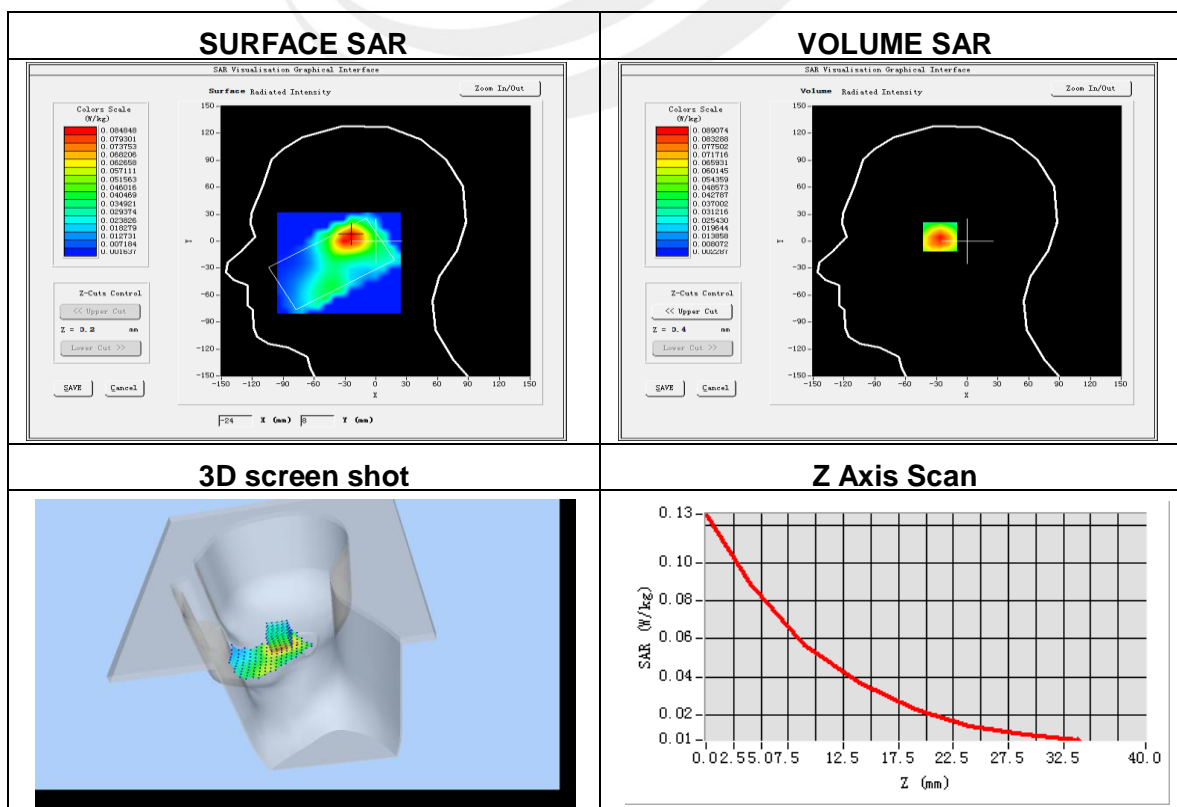 SURFACE SAR
VOLUME SAR
SAR Visualisation Graphical Interface
Surface Radiated Intensity
Zoom In/Out
Colors Scale
(W/kg)
0.084848
0.079301
0.073753
0.068206
0.062658
0.057111
0.051563
0.046016
0.040469
0.034921
0.029374
0.023826
0.018279
0.012731
0.007184
0.001637
Z-Cuts Control
<< Upper Cut
Z = 0.2 mm
Lower Cut >>
SAVE Cancel
150
120
90
60
30
0
-30
-60
-90
-120
-150
Y
-150 -120 -90 -60 -30 0 30 60 90 120 150
X
-24 X (mm) 8 Y (mm)
SAR Visualisation Graphical Interface
Volume Radiated Intensity
Zoom In/Out
Colors Scale
(W/kg)
0.089074
0.083288
0.077502
0.071716
0.065931
0.060145
0.054359
0.048573
0.042787
0.037002
0.031216
0.025430
0.019644
0.013858
0.008072
0.002287
Z-Cuts Control
<< Upper Cut
Z = 0.4 mm
Lower Cut >>
SAVE Cancel
150
120
90
60
30
0
-30
-60
-90
-120
-150
Y
-150 -120 -90 -60 -30 0 30 60 90 120 150
X
3D screen shot
Z Axis Scan
0.13
0.10
0.08
0.06
0.04
0.02
0.01
SAR (W/kg)
0.0 2.5 5.0 7.5 12.5 17.5 22.5 27.5 32.5 40.0
Z (mm)